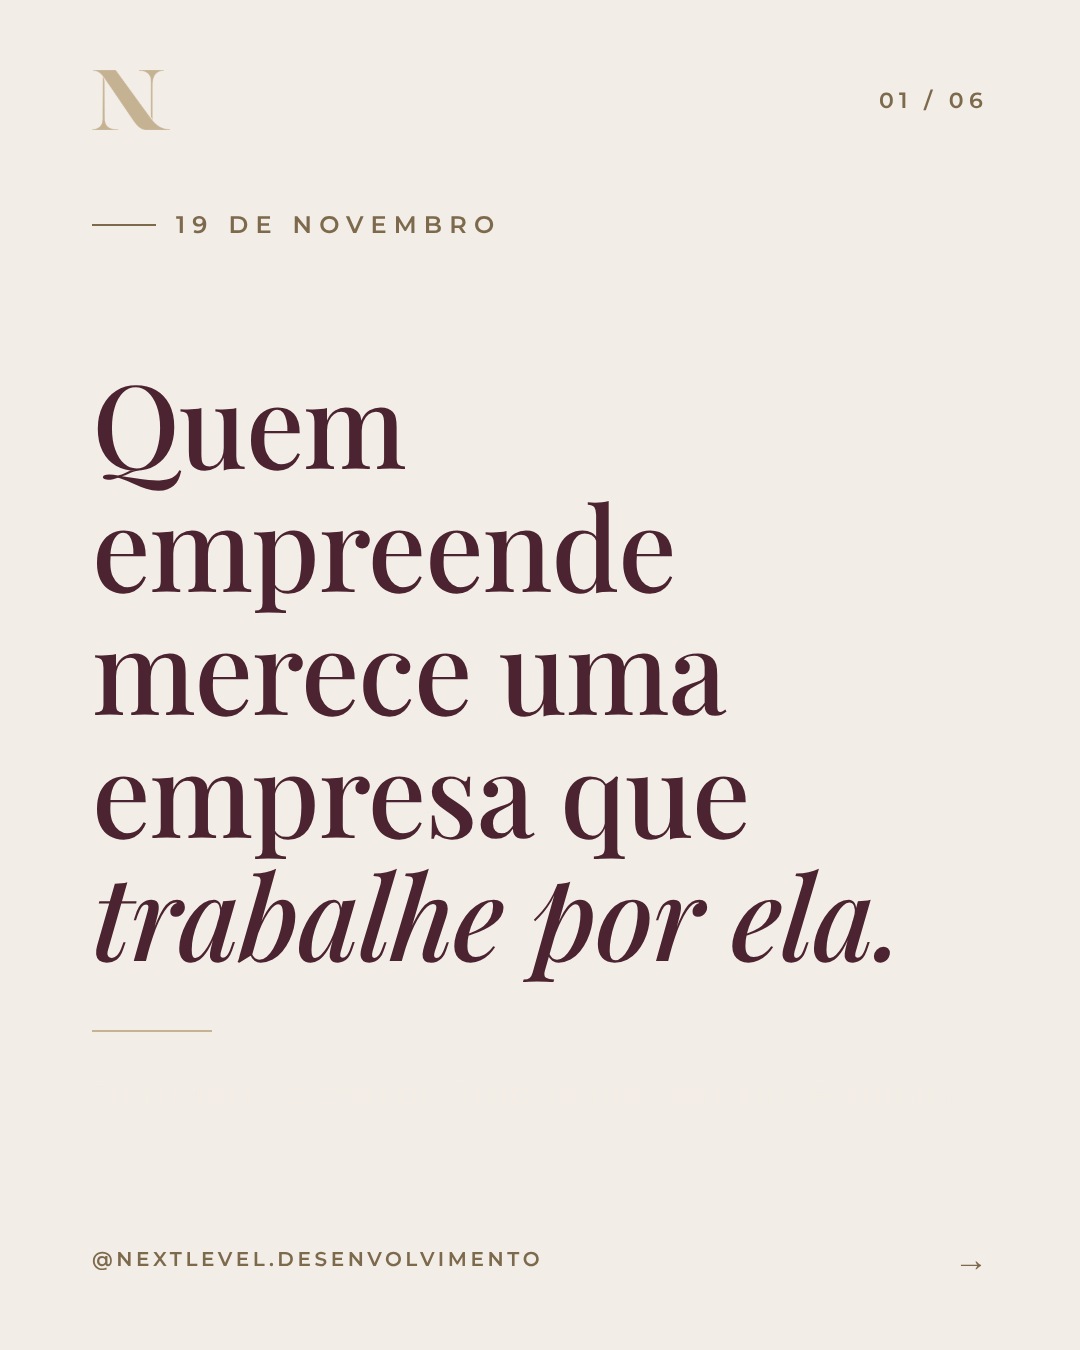 N
01 / 06
19 DE NOVEMBRO
Quem
empreende
merece uma
empresa que
trabalhe por ela.
@NEXTLEVEL.DESENVOLVIMENTO
→